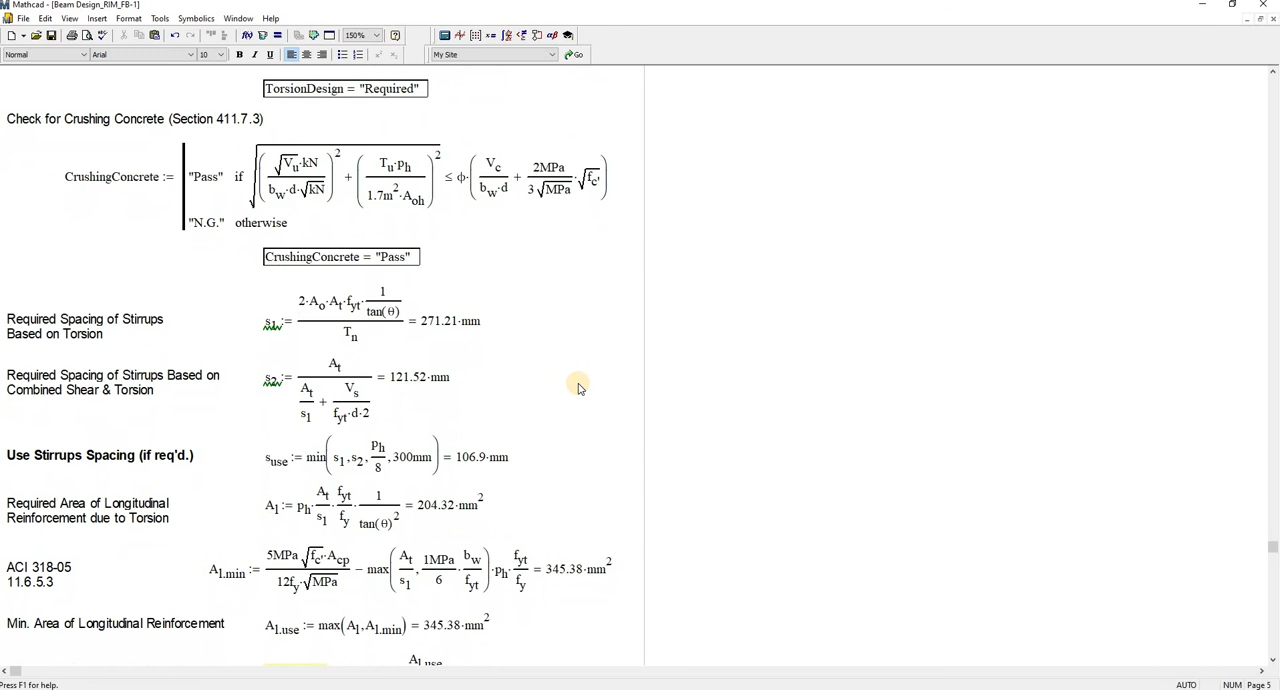 Mathcad - [Beam Design_RIM_FB-1]
File Edit View Insert Format Tools Symbolics Window Help
150%
Normal Arial 10 B I U My Site Go
TorsionDesign = "Required"
Check for Crushing Concrete (Section 411.7.3)
CrushingConcrete := "Pass" if √((√Vu·kN / (bw·d·√kN))^2 + (Tu·ph / (1.7m^2·Aoh))^2) ≤ ϕ·(Vc / (bw·d) + 2MPa / (3√MPa)·√fc')
"N.G." otherwise
CrushingConcrete = "Pass"
Required Spacing of Stirrups
Based on Torsion
s1 := (2·Ao·At·fyt·1/tan(θ)) / Tn = 271.21·mm
Required Spacing of Stirrups Based on
Combined Shear & Torsion
s2 := At / (At/s1 + Vs/(fyt·d·2)) = 121.52·mm
Use Stirrups Spacing (if req'd.) suse := min(s1, s2, ph/8, 300mm) = 106.9·mm
Required Area of Longitudinal
Reinforcement due to Torsion
Al := ph·At/s1·fyt/fy·1/tan(θ)^2 = 204.32·mm^2
ACI 318-05
11.6.5.3
Al.min := 5MPa√fc'·Acp / (12fy·√MPa) - max(At/s1, 1MPa/6·bw/fyt)·ph·fyt/fy = 345.38·mm^2
Min. Area of Longitudinal Reinforcement Al.use := max(Al, Al.min) = 345.38·mm^2
Al.use
Press F1 for help. AUTO NUM Page 5